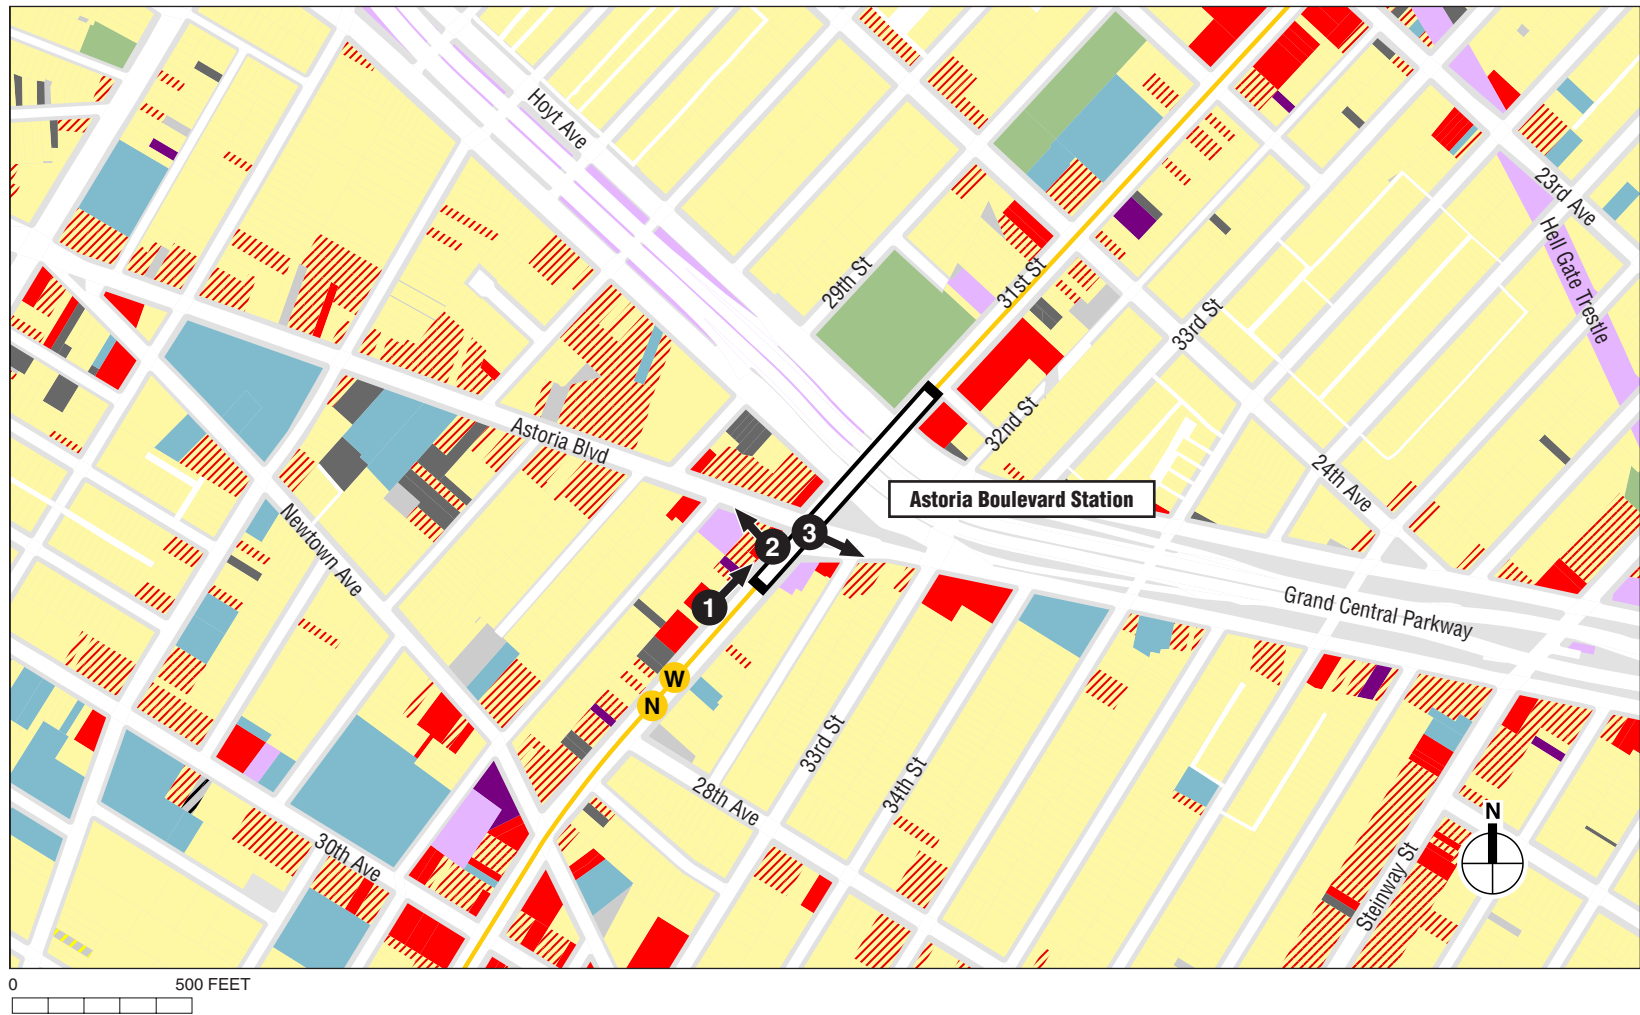 Hoyt Ave
23rd Ave
Hell Gate Trestle
29th St
31st St
33rd St
32nd St
Astoria Blvd
24th Ave
Astoria Boulevard Station
Newtown Ave
2
3
1
Grand Central Parkway
W
N
33rd St
34th St
28th Ave
N
30th Ave
Steinway St
0
500 FEET